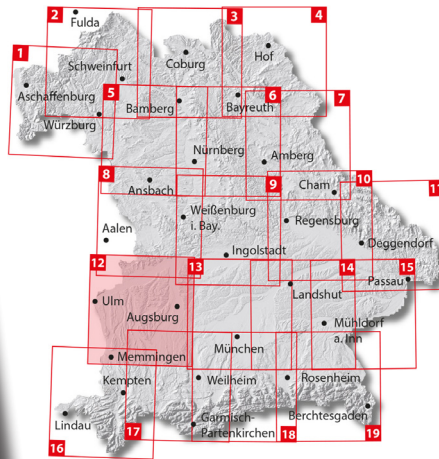 2
3
4
Fulda
1
Coburg
Hof
Schweinfurt
Aschaffenburg
5
6
7
Bamberg
Bayreuth
Würzburg
Nürnberg
Amberg
8
9
10
11
Ansbach
Cham
Weißenburg
i. Bay.
Regensburg
Aalen
Deggendorf
Ingolstadt
12
13
14
15
Passau
Ulm
Landshut
Augsburg
Mühldorf
a. Inn
München
Memmingen
Kempten
Weilheim
Rosenheim
Lindau
Garmisch-
Partenkirchen
Berchtesgaden
16
17
18
19